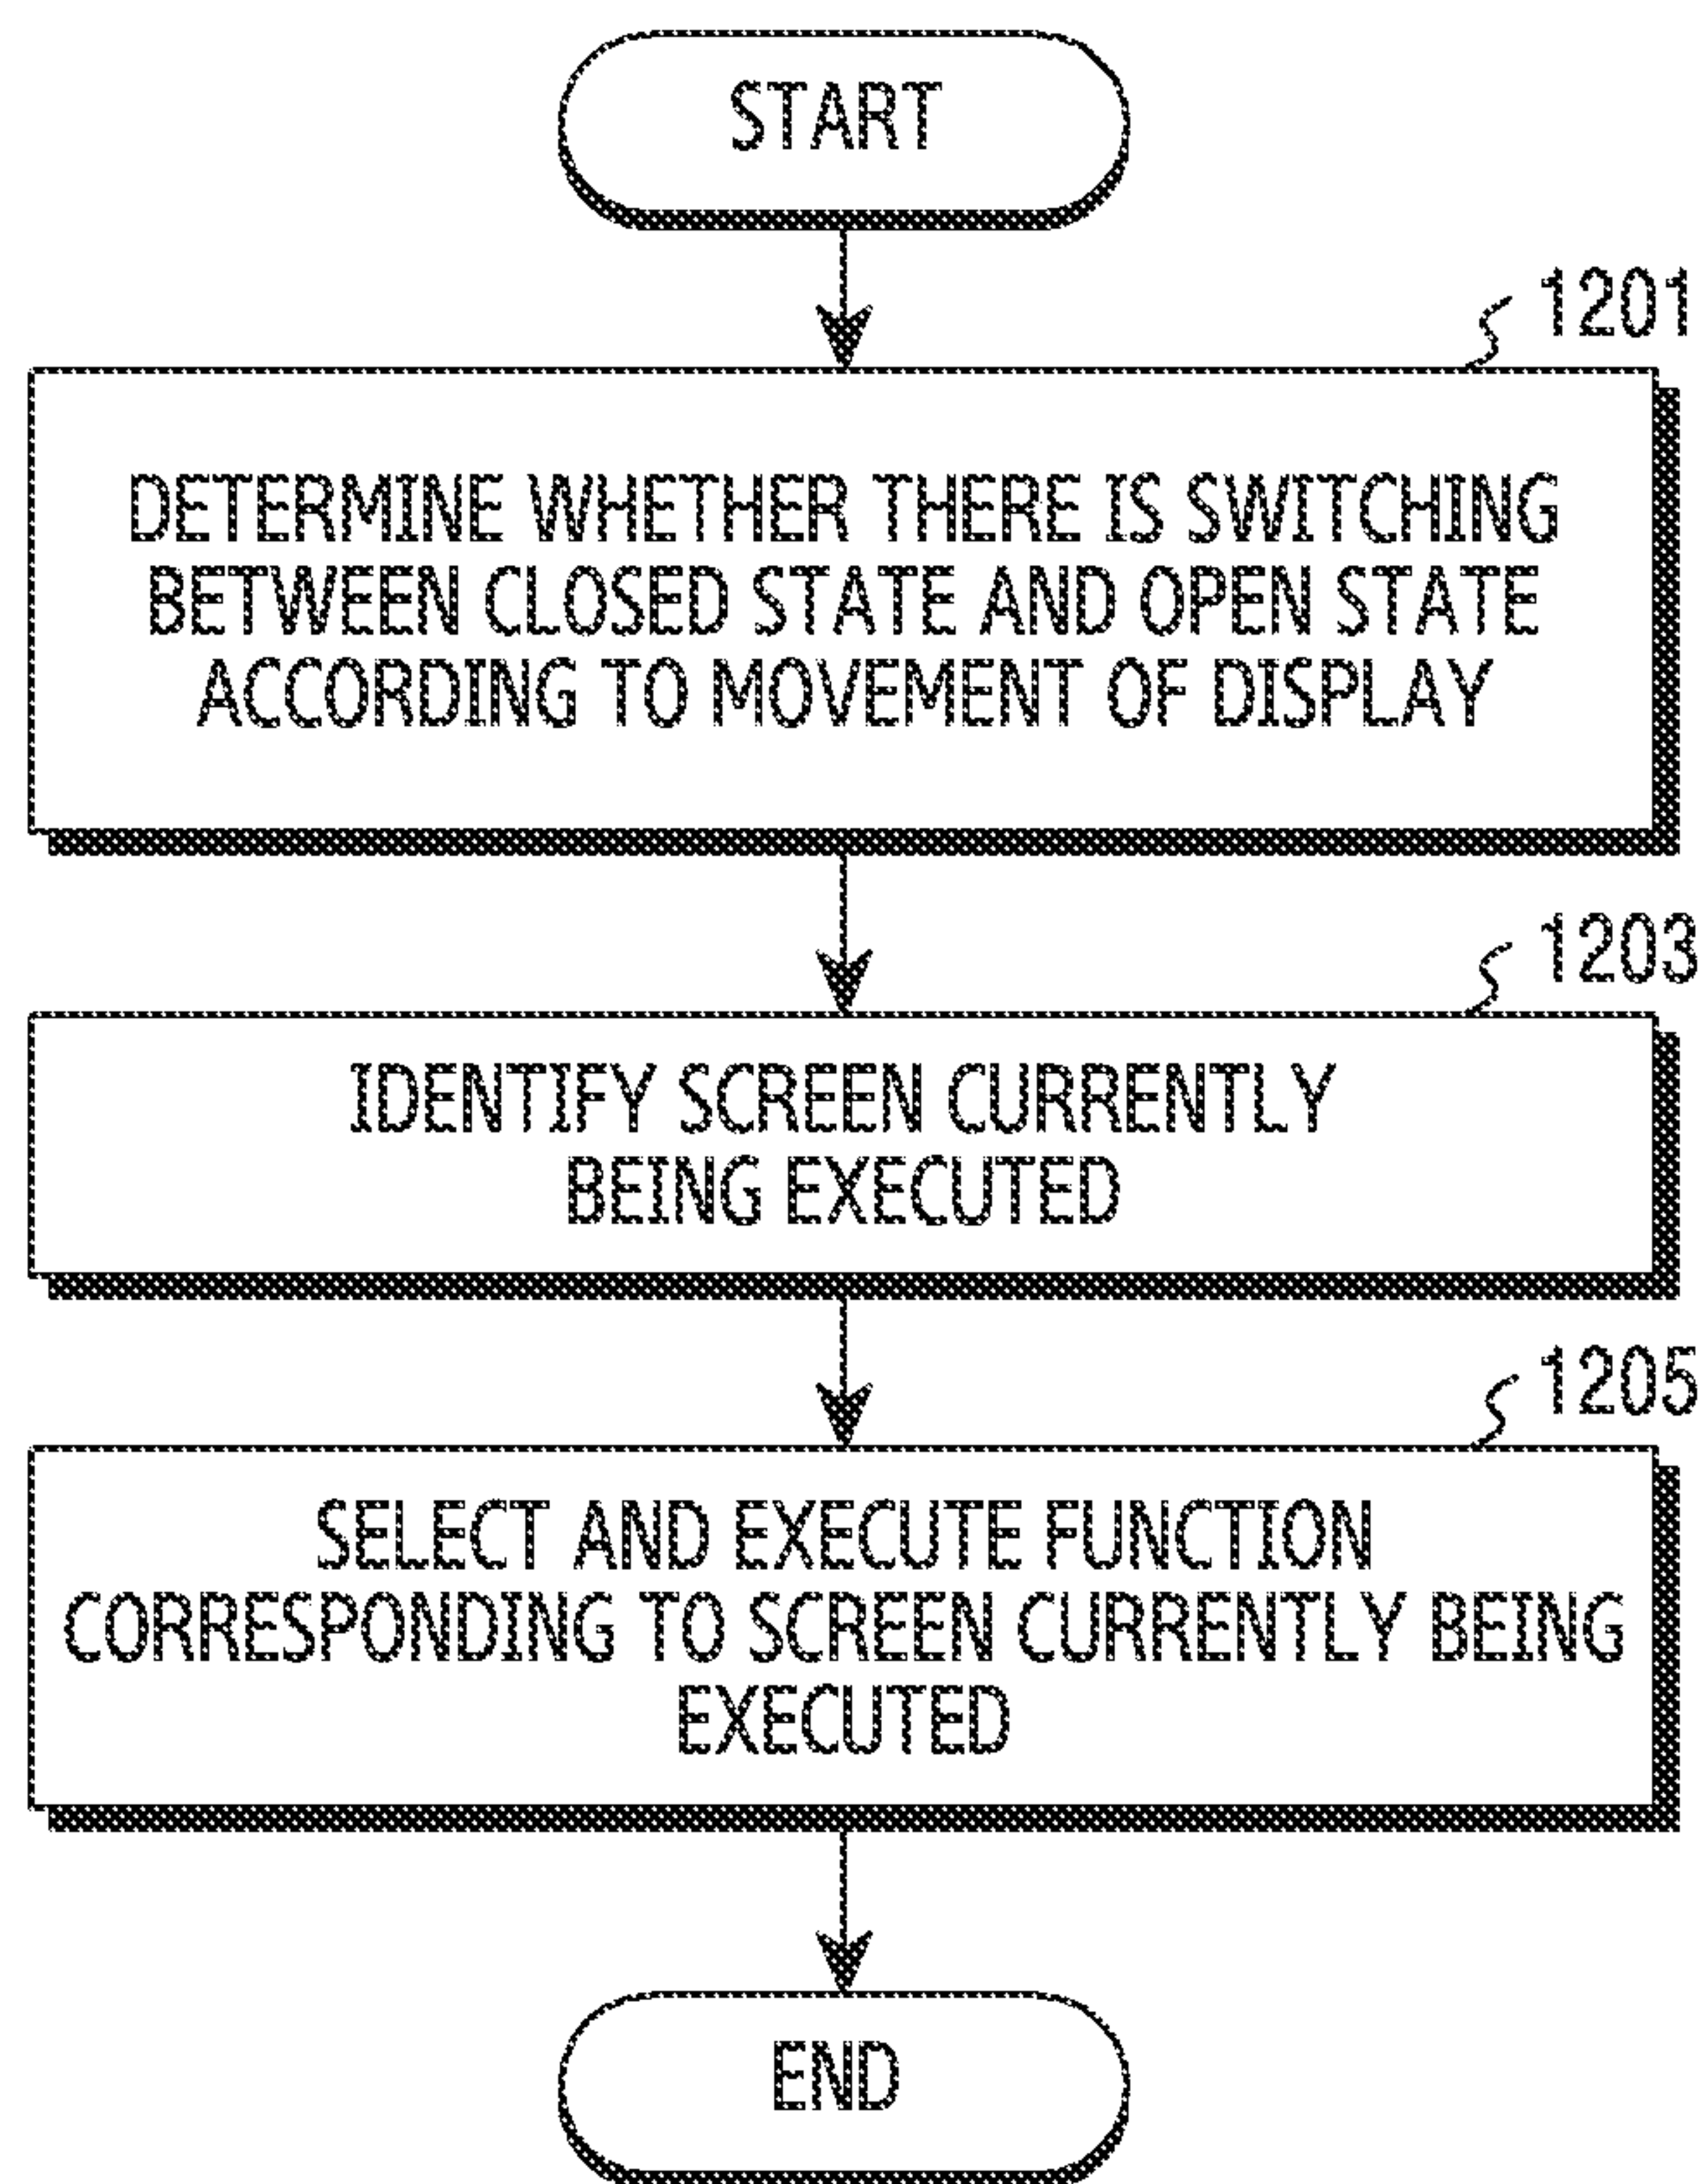 START
1201
DETERMINE WHETHER THERE IS SWITCHING
BETWEEN CLOSED STATE AND OPEN STATE
ACCORDING TO MOVEMENT OF DISPLAY
1203
IDENTIFY SCREEN CURRENTLY
BEING EXECUTED
1205
SELECT AND EXECUTE FUNCTION
CORRESPONDING TO SCREEN CURRENTLY BEING
EXECUTED
END